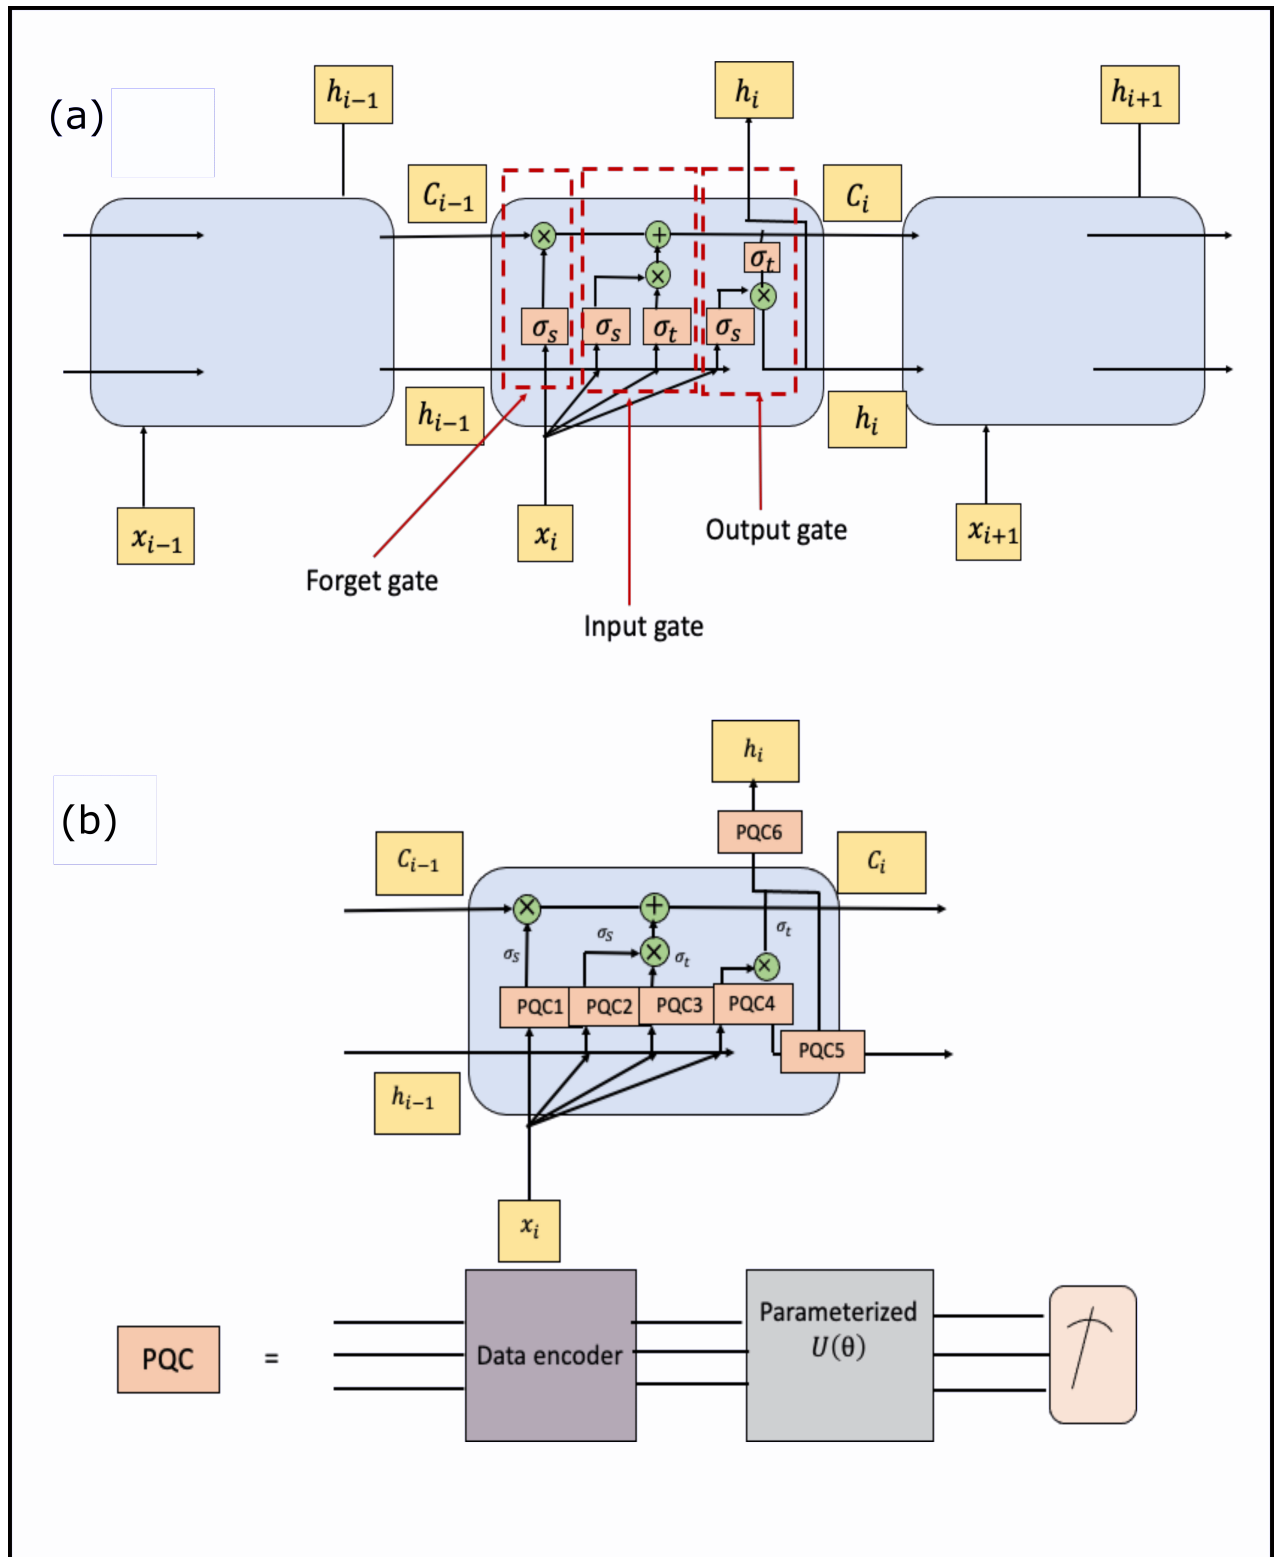 (a)
h_{i−1}
h_i
h_{i+1}
C_{i−1}
C_i
× +
σ_t
×
×
σ_s σ_s σ_t σ_s
h_{i−1}
h_i
x_{i−1}
x_i
x_{i+1}
Output gate
Forget gate
Input gate
(b)
h_i
PQC6
C_{i−1}
C_i
× +
σ_S
σ_t
σ_S
×
σ_t
×
PQC1 PQC2 PQC3 PQC4
PQC5
h_{i−1}
x_i
PQC = Data encoder
Parameterized
U(θ)